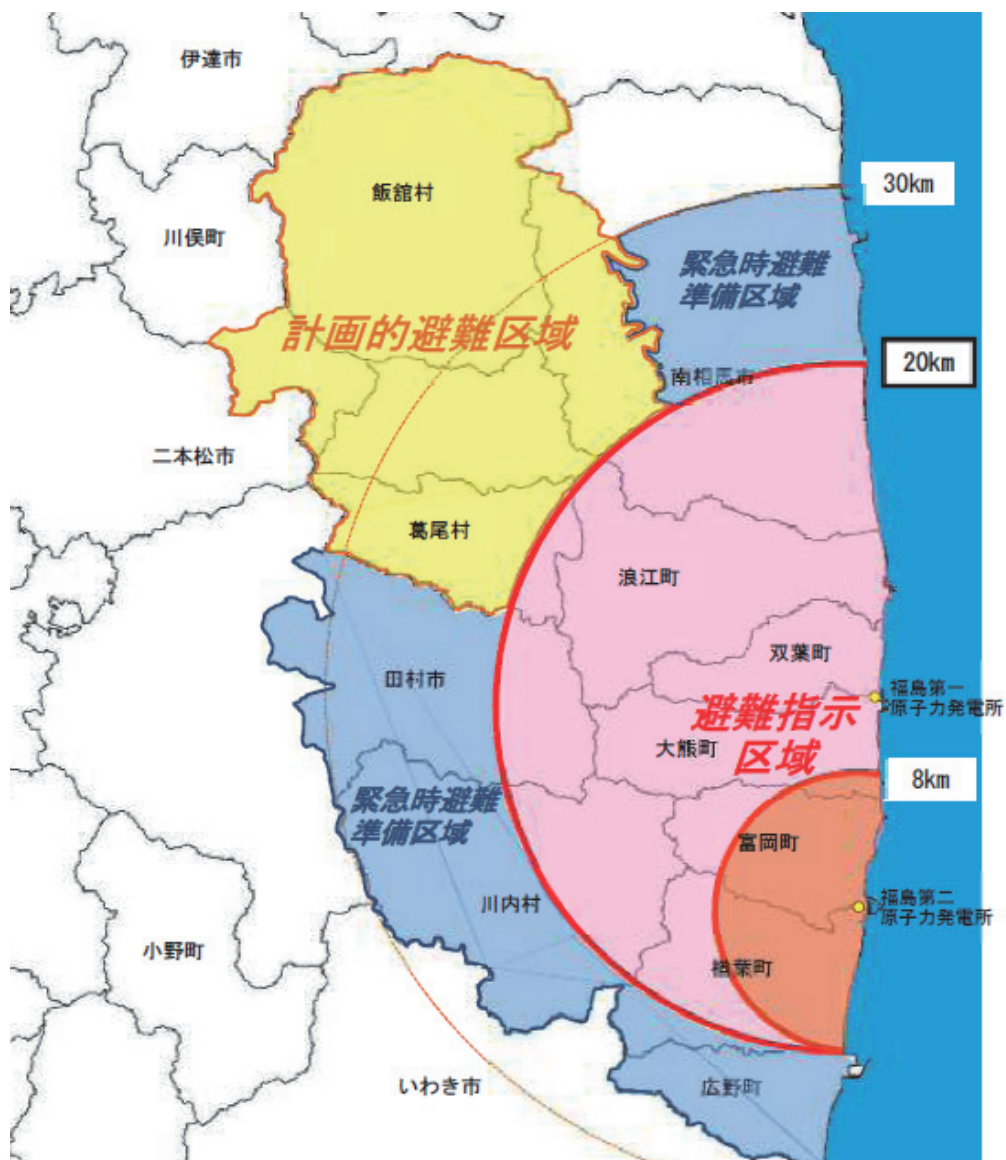 伊達市
飯舘村
30km
川俣町
緊急時避難
準備区域
計画的避難区域
20km
南相馬市
二本松市
葛尾村
浪江町
双葉町
田村市
福島第一
原子力発電所
避難指示
区域
大熊町
8km
緊急時避難
準備区域
富岡町
福島第二
原子力発電所
川内村
小野町
楢葉町
いわき市
広野町